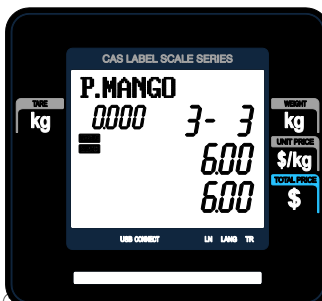 CAS LABEL SCALE SERIES
P.MANGO
TARE
kg
0.000 3- 3
WEIGHT
kg
6.00
UNIT PRICE
$/kg
6.00
TOTAL PRICE
$
USB CONNECT LN LANG TR